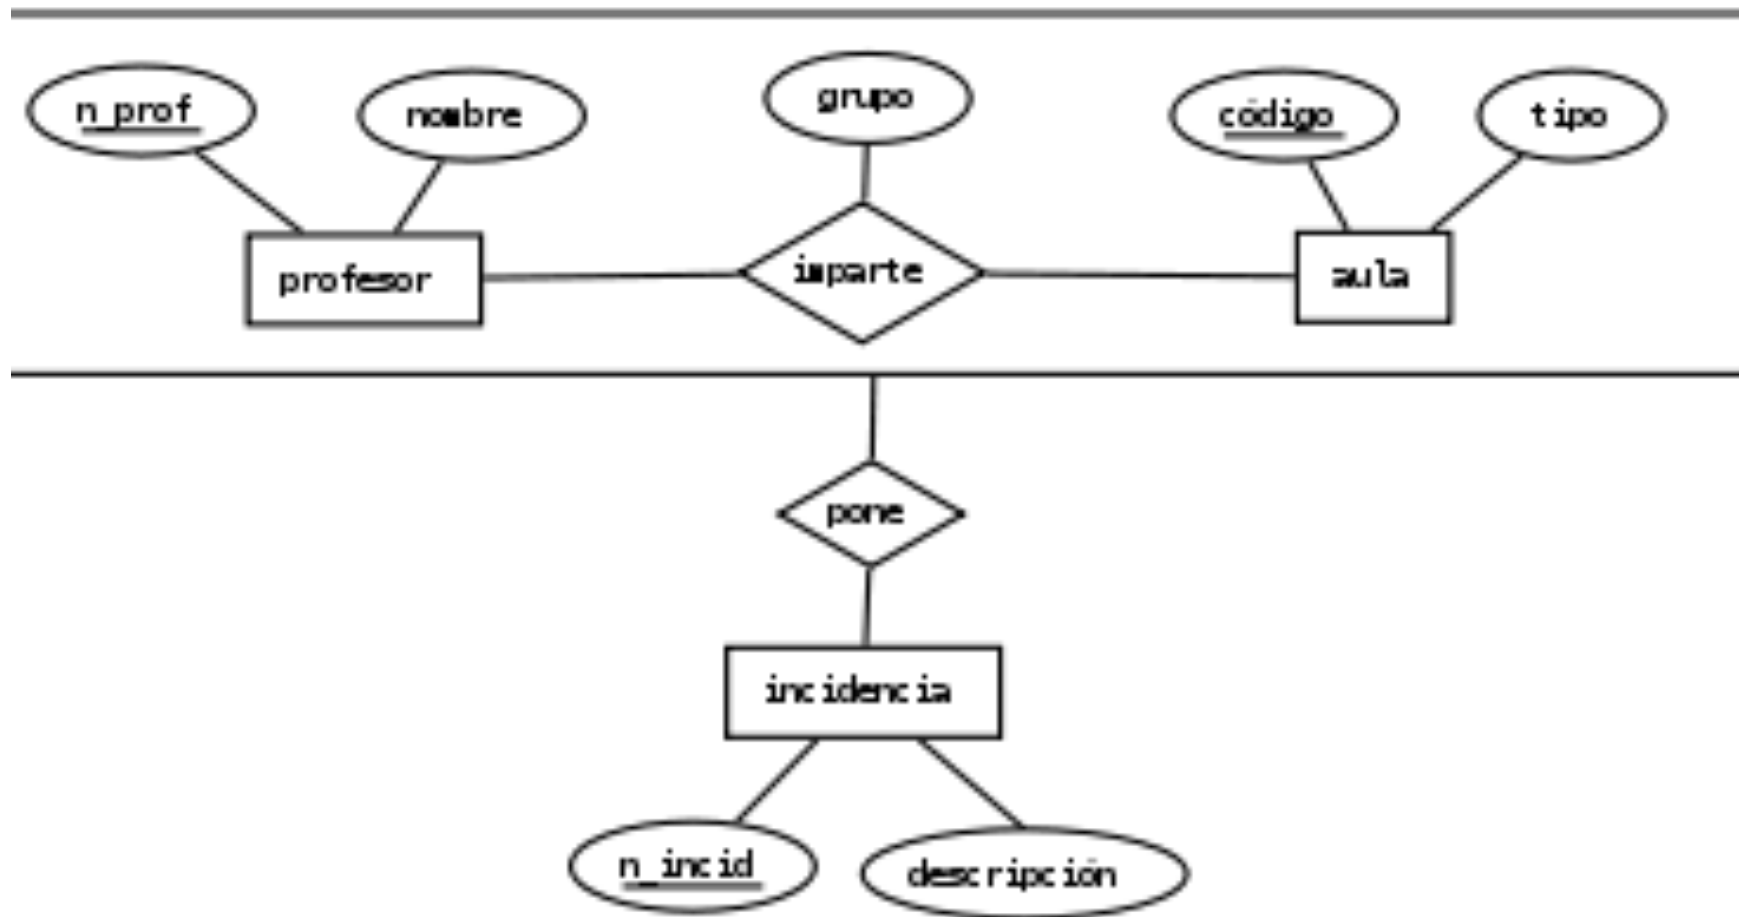 n_prof
nombre
grupo
código
tipo
profesor
imparte
aula
pone
incidencia
n_incid
descripción